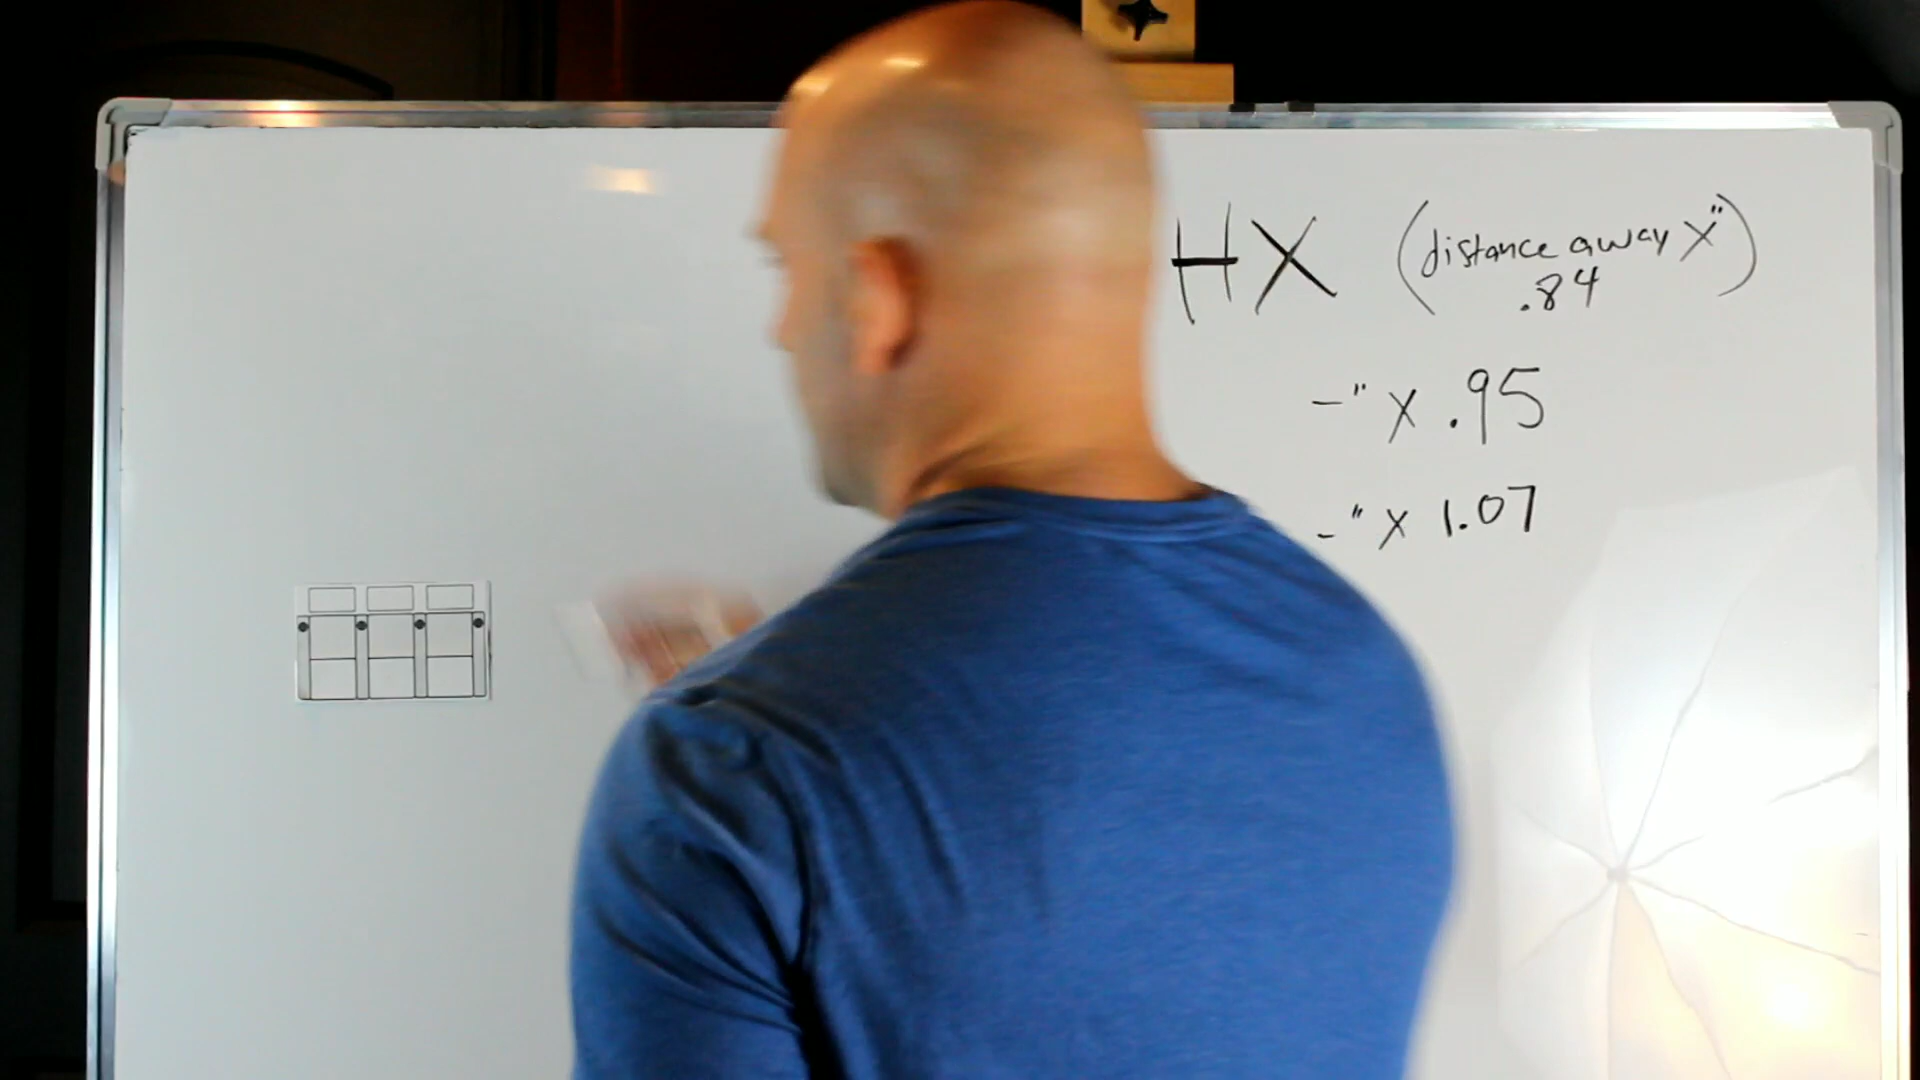 HX (distance away X"
.84)
–" X .95
–" X 1.07